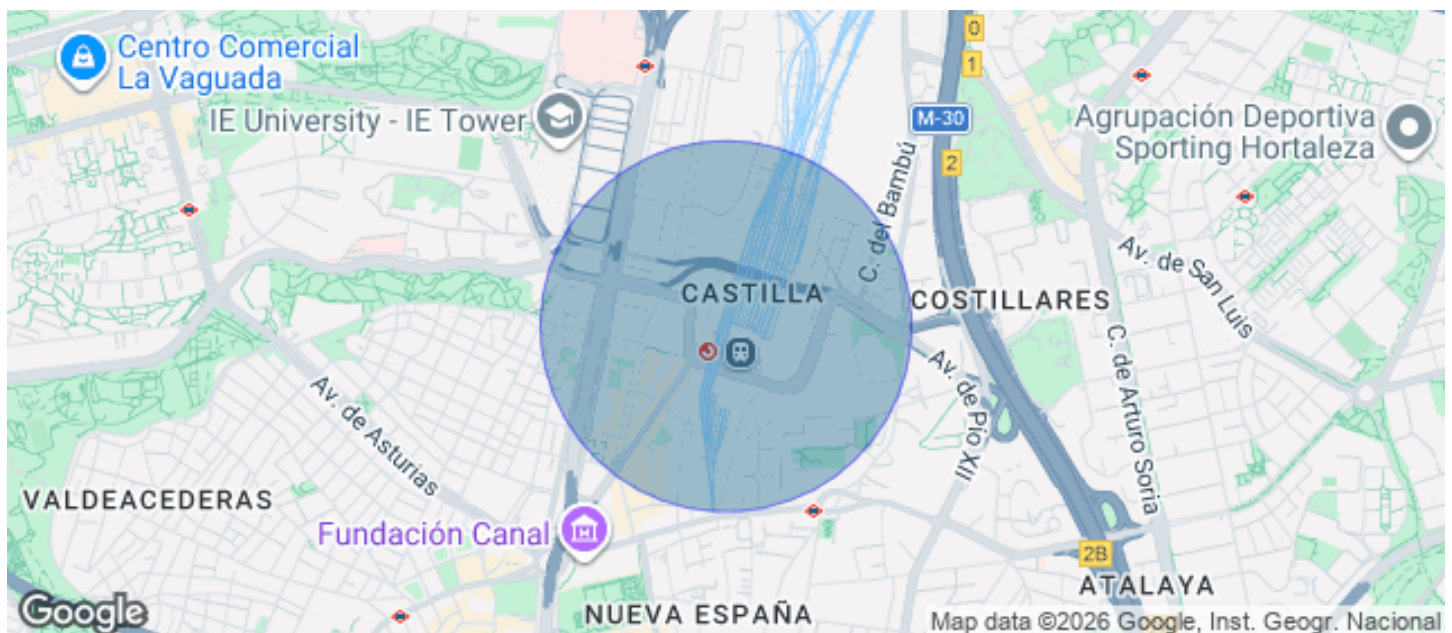 Centro Comercial
La Vaguada
IE University - IE Tower
0
1
M-30
2
Agrupación Deportiva
Sporting Hortaleza
C. del Bambú
Av. de San Luis
CASTILLA
COSTILLARES
Av. de Asturias
Av. de Pío XII
C. de Arturo Soria
VALDEACEDERAS
Fundación Canal
2B
ATALAYA
NUEVA ESPAÑA
Google
Map data ©2026 Google, Inst. Geogr. Nacional